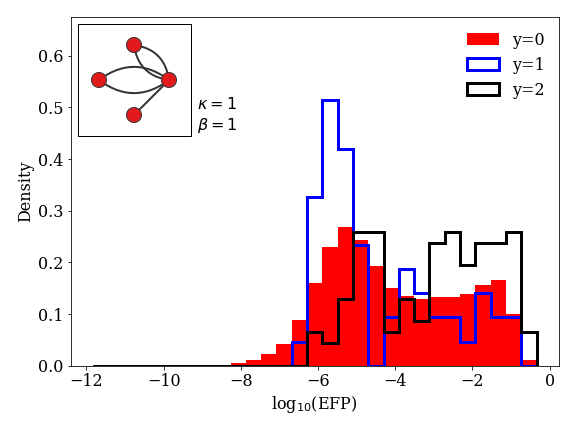 κ = 1
β = 1
y=0
y=1
y=2
Density
0.6
0.5
0.4
0.3
0.2
0.1
0.0
−12 −10 −8 −6 −4 −2 0
log10(EFP)